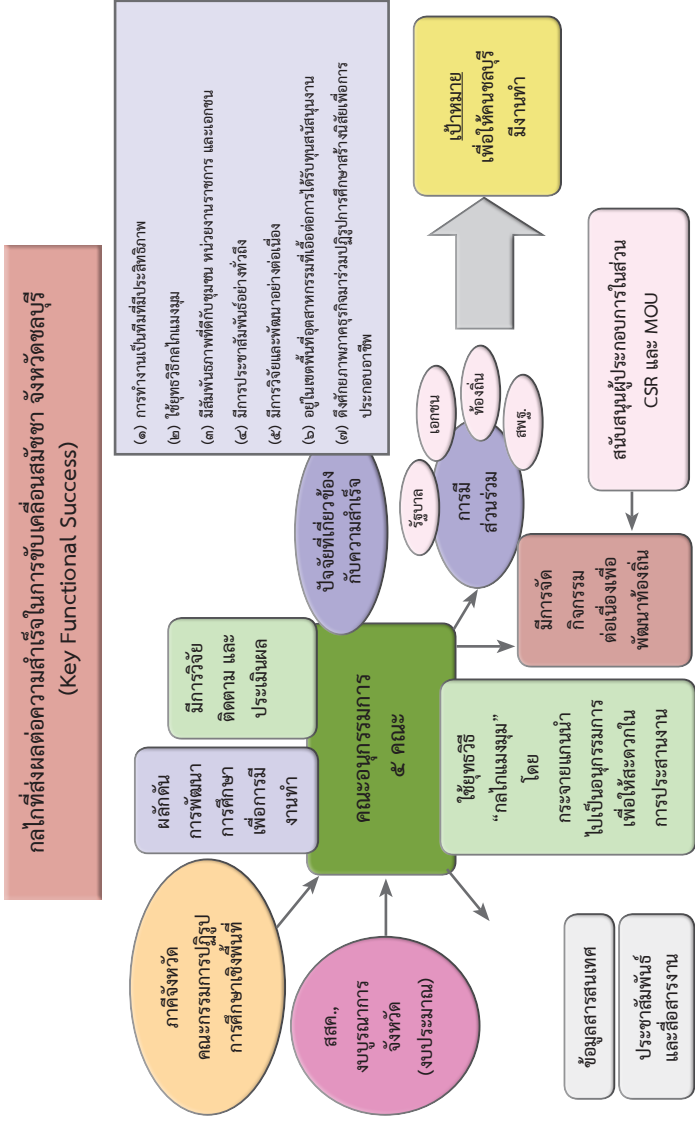 กลไกที่ส่งผลต่อความสำเร็จในการขับเคลื่อนสมัชชา จังหวัดชลบุรี
(Key Functional Success)
ภาคีจังหวัด
คณะกรรมการปฏิรูป
การศึกษาเชิงพื้นที่
สสค.,
งบบูรณาการ
จังหวัด
(งบประมาณ)
ข้อมูลสารสนเทศ
ประชาสัมพันธ์
และสื่อสารงาน
ผลักดัน
การพัฒนา
การศึกษา
เพื่อการมี
งานทำ
มีการวิจัย
ติดตาม และ
ประเมินผล
คณะอนุกรรมการ
๕ คณะ
ใช้ยุทธวิธี
“กลไกแมงมุม”
โดย
กระจายแกนนำ
ไปเป็นอนุกรรมการ
เพื่อให้สะดวกใน
การประสานงาน
ปัจจัยที่เกี่ยวข้อง
กับความสำเร็จ
(๑) การทำงานเป็นทีมที่มีประสิทธิภาพ
(๒) ใช้ยุทธวิธีกลไกแมงมุม
(๓) มีสัมพันธภาพที่ดีกับชุมชน หน่วยงานราชการ และเอกชน
(๔) มีการประชาสัมพันธ์อย่างทั่วถึง
(๕) มีการวิจัยและพัฒนาอย่างต่อเนื่อง
(๖) อยู่ในเขตพื้นที่อุตสาหกรรมที่เอื้อต่อการได้รับทุนสนับสนุนงาน
(๗) ดึงศักยภาพภาคธุรกิจมาร่วมปฏิรูปการศึกษาสร้างนิสัยเพื่อการ
ประกอบอาชีพ
การมี
ส่วนร่วม
รัฐบาล
เอกชน
ท้องถิ่น
สพฐ.
มีการจัด
กิจกรรม
ต่อเนื่องเพื่อ
พัฒนาท้องถิ่น
สนับสนุนผู้ประกอบการในส่วน
CSR และ MOU
เป้าหมาย
เพื่อให้คนชลบุรี
มีงานทำ